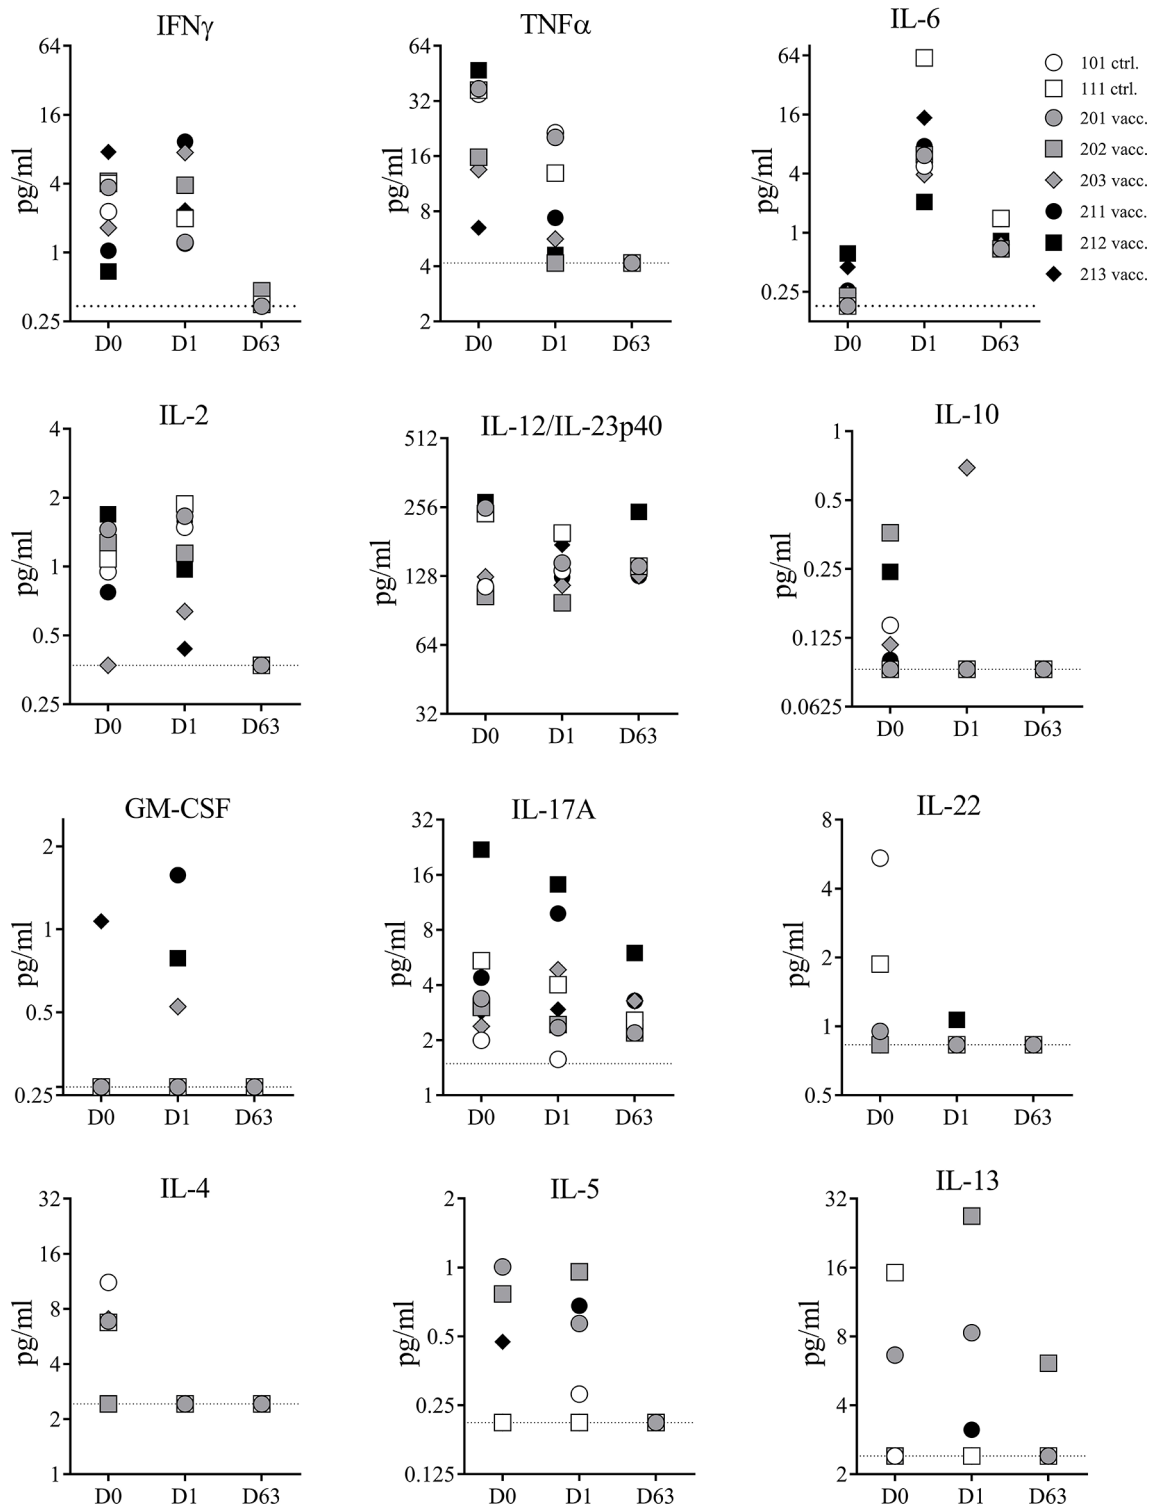 IFNγ
64
16
4
1
0.25
pg/ml
D0 D1 D63
TNFα
64
32
16
8
4
2
pg/ml
D0 D1 D63
IL-6
64
16
4
1
0.25
pg/ml
D0 D1 D63
101 ctrl.
111 ctrl.
201 vacc.
202 vacc.
203 vacc.
211 vacc.
212 vacc.
213 vacc.
IL-2
4
2
1
0.5
0.25
pg/ml
D0 D1 D63
IL-12/IL-23p40
512
256
128
64
32
pg/ml
D0 D1 D63
IL-10
1
0.5
0.25
0.125
0.0625
pg/ml
D0 D1 D63
GM-CSF
2
1
0.5
0.25
pg/ml
D0 D1 D63
IL-17A
32
16
8
4
2
1
pg/ml
D0 D1 D63
IL-22
8
4
2
1
0.5
pg/ml
D0 D1 D63
IL-4
32
16
8
4
2
1
pg/ml
D0 D1 D63
IL-5
2
1
0.5
0.25
0.125
pg/ml
D0 D1 D63
IL-13
32
16
8
4
2
pg/ml
D0 D1 D63